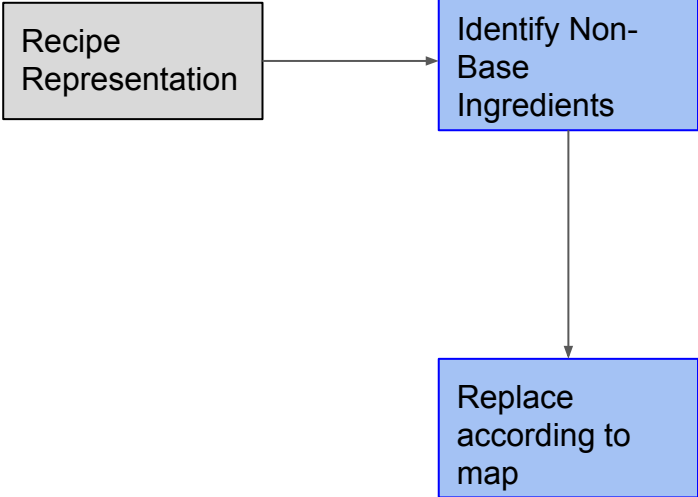 Recipe
Representation
Identify Non-
Base
Ingredients
Replace
according to
map